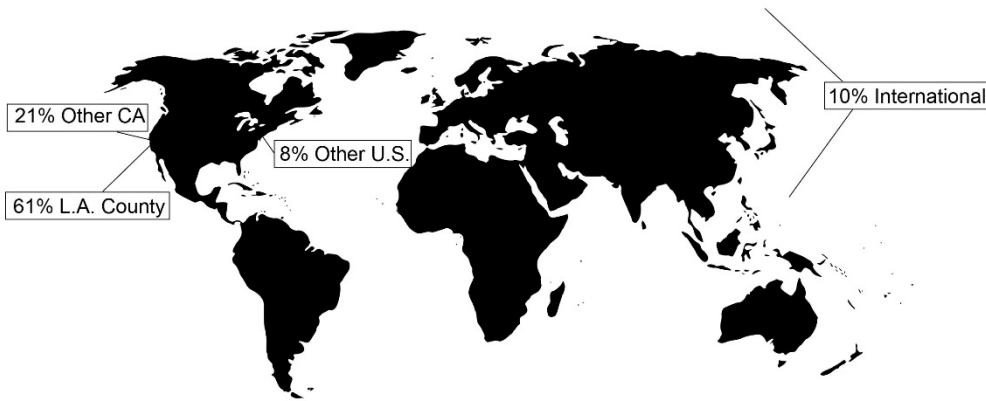 21% Other CA
10% International
8% Other U.S.
61% L.A. County